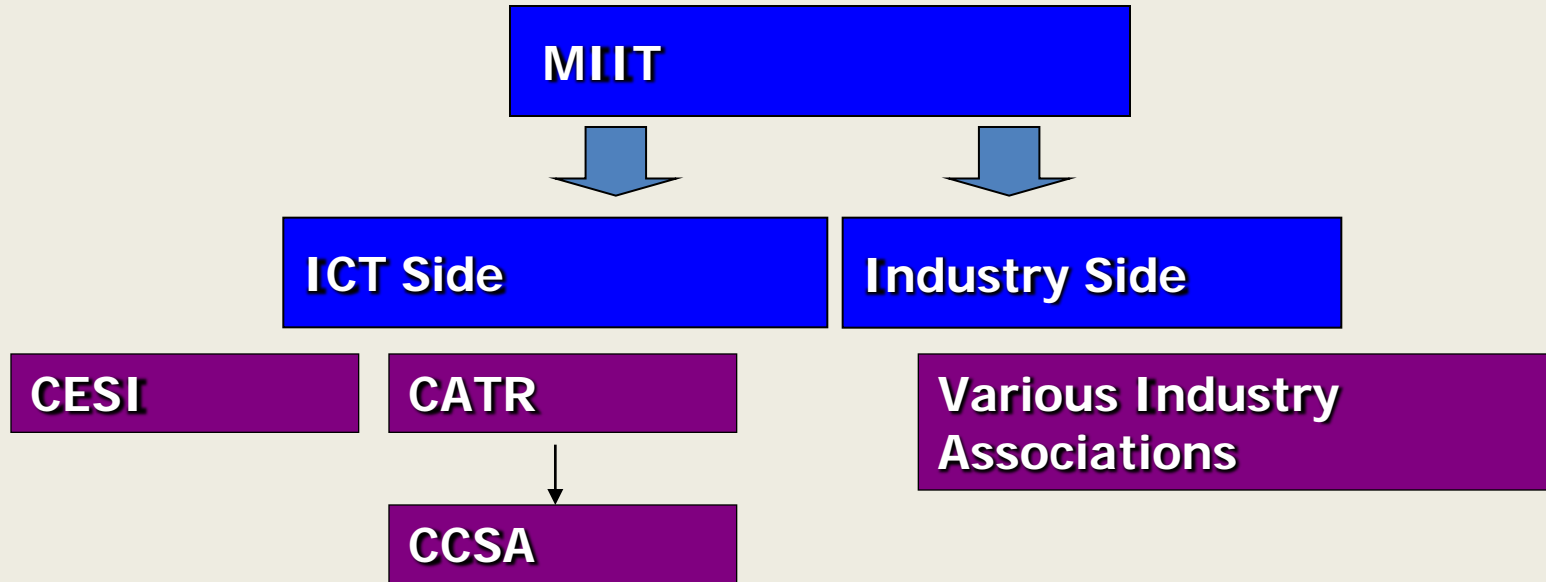 MIIT
ICT Side
Industry Side
CESI
CATR
Various Industry
Associations
CCSA